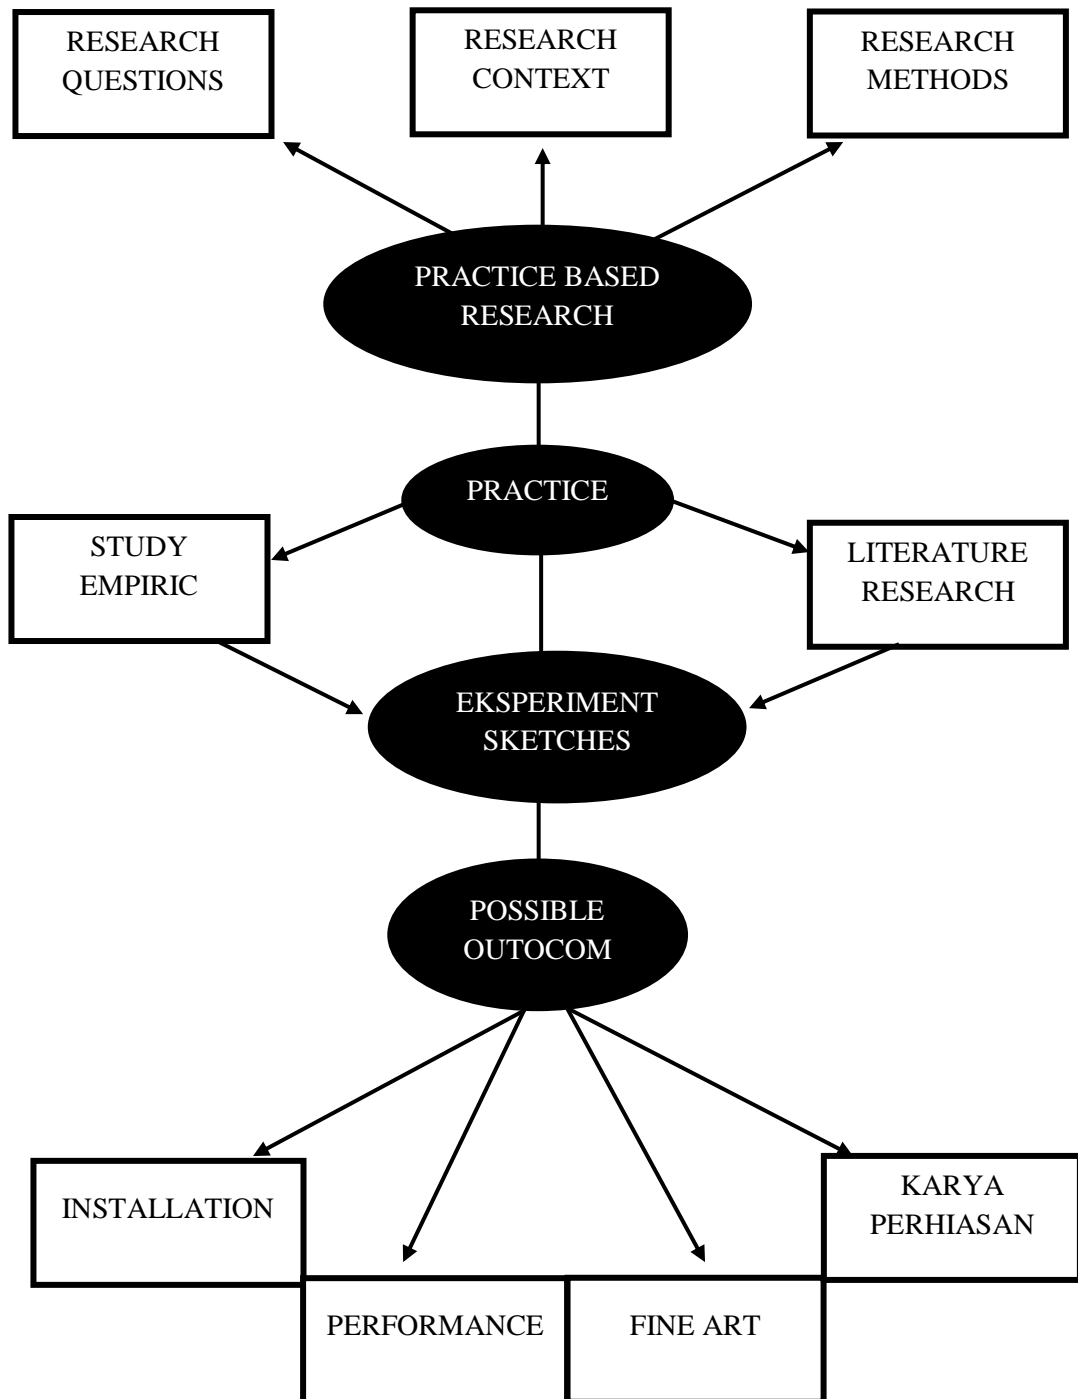 RESEARCH
QUESTIONS
RESEARCH
CONTEXT
RESEARCH
METHODS
PRACTICE BASED
RESEARCH
PRACTICE
STUDY
EMPIRIC
LITERATURE
RESEARCH
EKSPERIMENT
SKETCHES
POSSIBLE
OUTOCOM
INSTALLATION
KARYA
PERHIASAN
PERFORMANCE
FINE ART